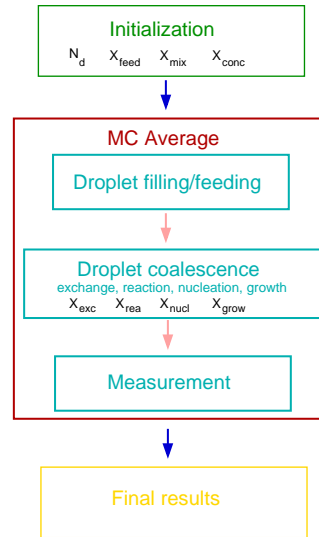 Initialization
N_d X_feed X_mix X_conc
MC Average
Droplet filling/feeding
Droplet coalescence
exchange, reaction, nucleation, growth
X_exc X_rea X_nucl X_grow
Measurement
Final results